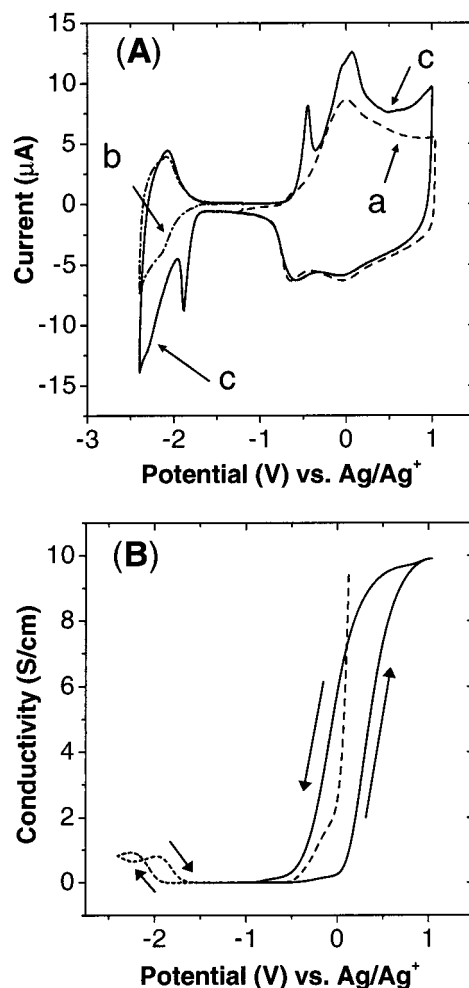 (A)
15
10
5
0
-5
-10
-15
Current (μA)
c
b
a
c
-3
-2
-1
0
1
Potential (V) vs. Ag/Ag+
(B)
10
8
6
4
2
0
Conductivity (S/cm)
-2
-1
0
1
Potential (V) vs. Ag/Ag+